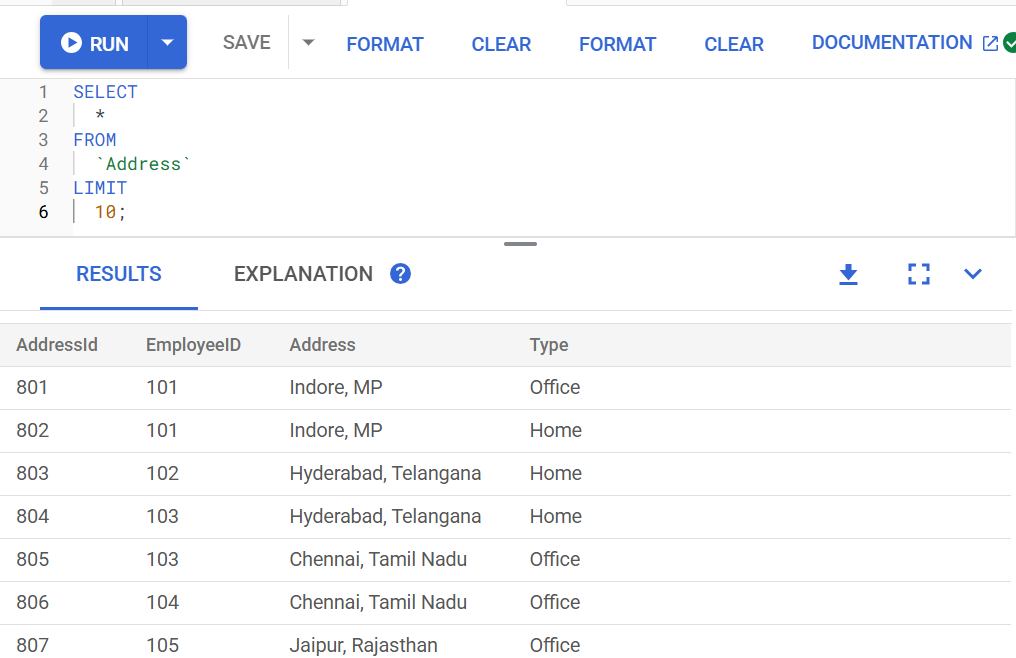 RUN SAVE FORMAT CLEAR FORMAT CLEAR DOCUMENTATION
1 SELECT
2 *
3 FROM
4 `Address`
5 LIMIT
6 10;
RESULTS EXPLANATION ?
AddressId EmployeeID Address Type
801 101 Indore, MP Office
802 101 Indore, MP Home
803 102 Hyderabad, Telangana Home
804 103 Hyderabad, Telangana Home
805 103 Chennai, Tamil Nadu Office
806 104 Chennai, Tamil Nadu Office
807 105 Jaipur, Rajasthan Office